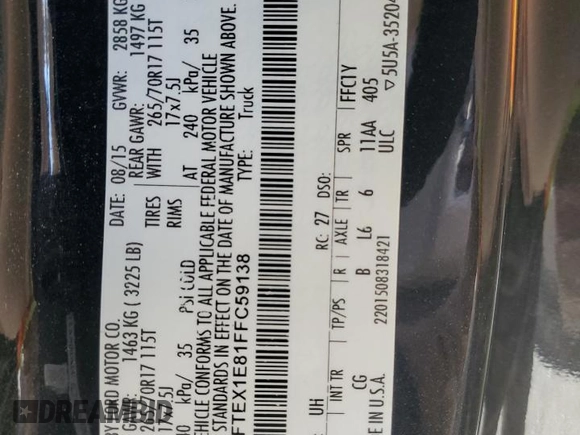 BY FORD MOTOR CO.
DATE: 08/15 GVWR: 2858 KG
1463 KG ( 3225 LB) REAR GAWR: 1497 KG
265/70R17 115T TIRES WITH 265/70R17 115T
17x7.5J RIMS 17x7.5J
kPa/ 35 PSI COLD AT 240 kPa/ 35
VEHICLE CONFORMS TO ALL APPLICABLE FEDERAL MOTOR VEHICLE
STANDARDS IN EFFECT ON THE DATE OF MANUFACTURE SHOWN ABOVE.
FTEX1E81FFC59138 TYPE: Truck
UH RC: 27 DSO: FFC1Y
INT TR TP/PS R AXLE TR SPR
CG B L6 6 11AA 405
E IN U.S.A. 2201508318421 ULC ▽5U5A-35204
DREAMBID